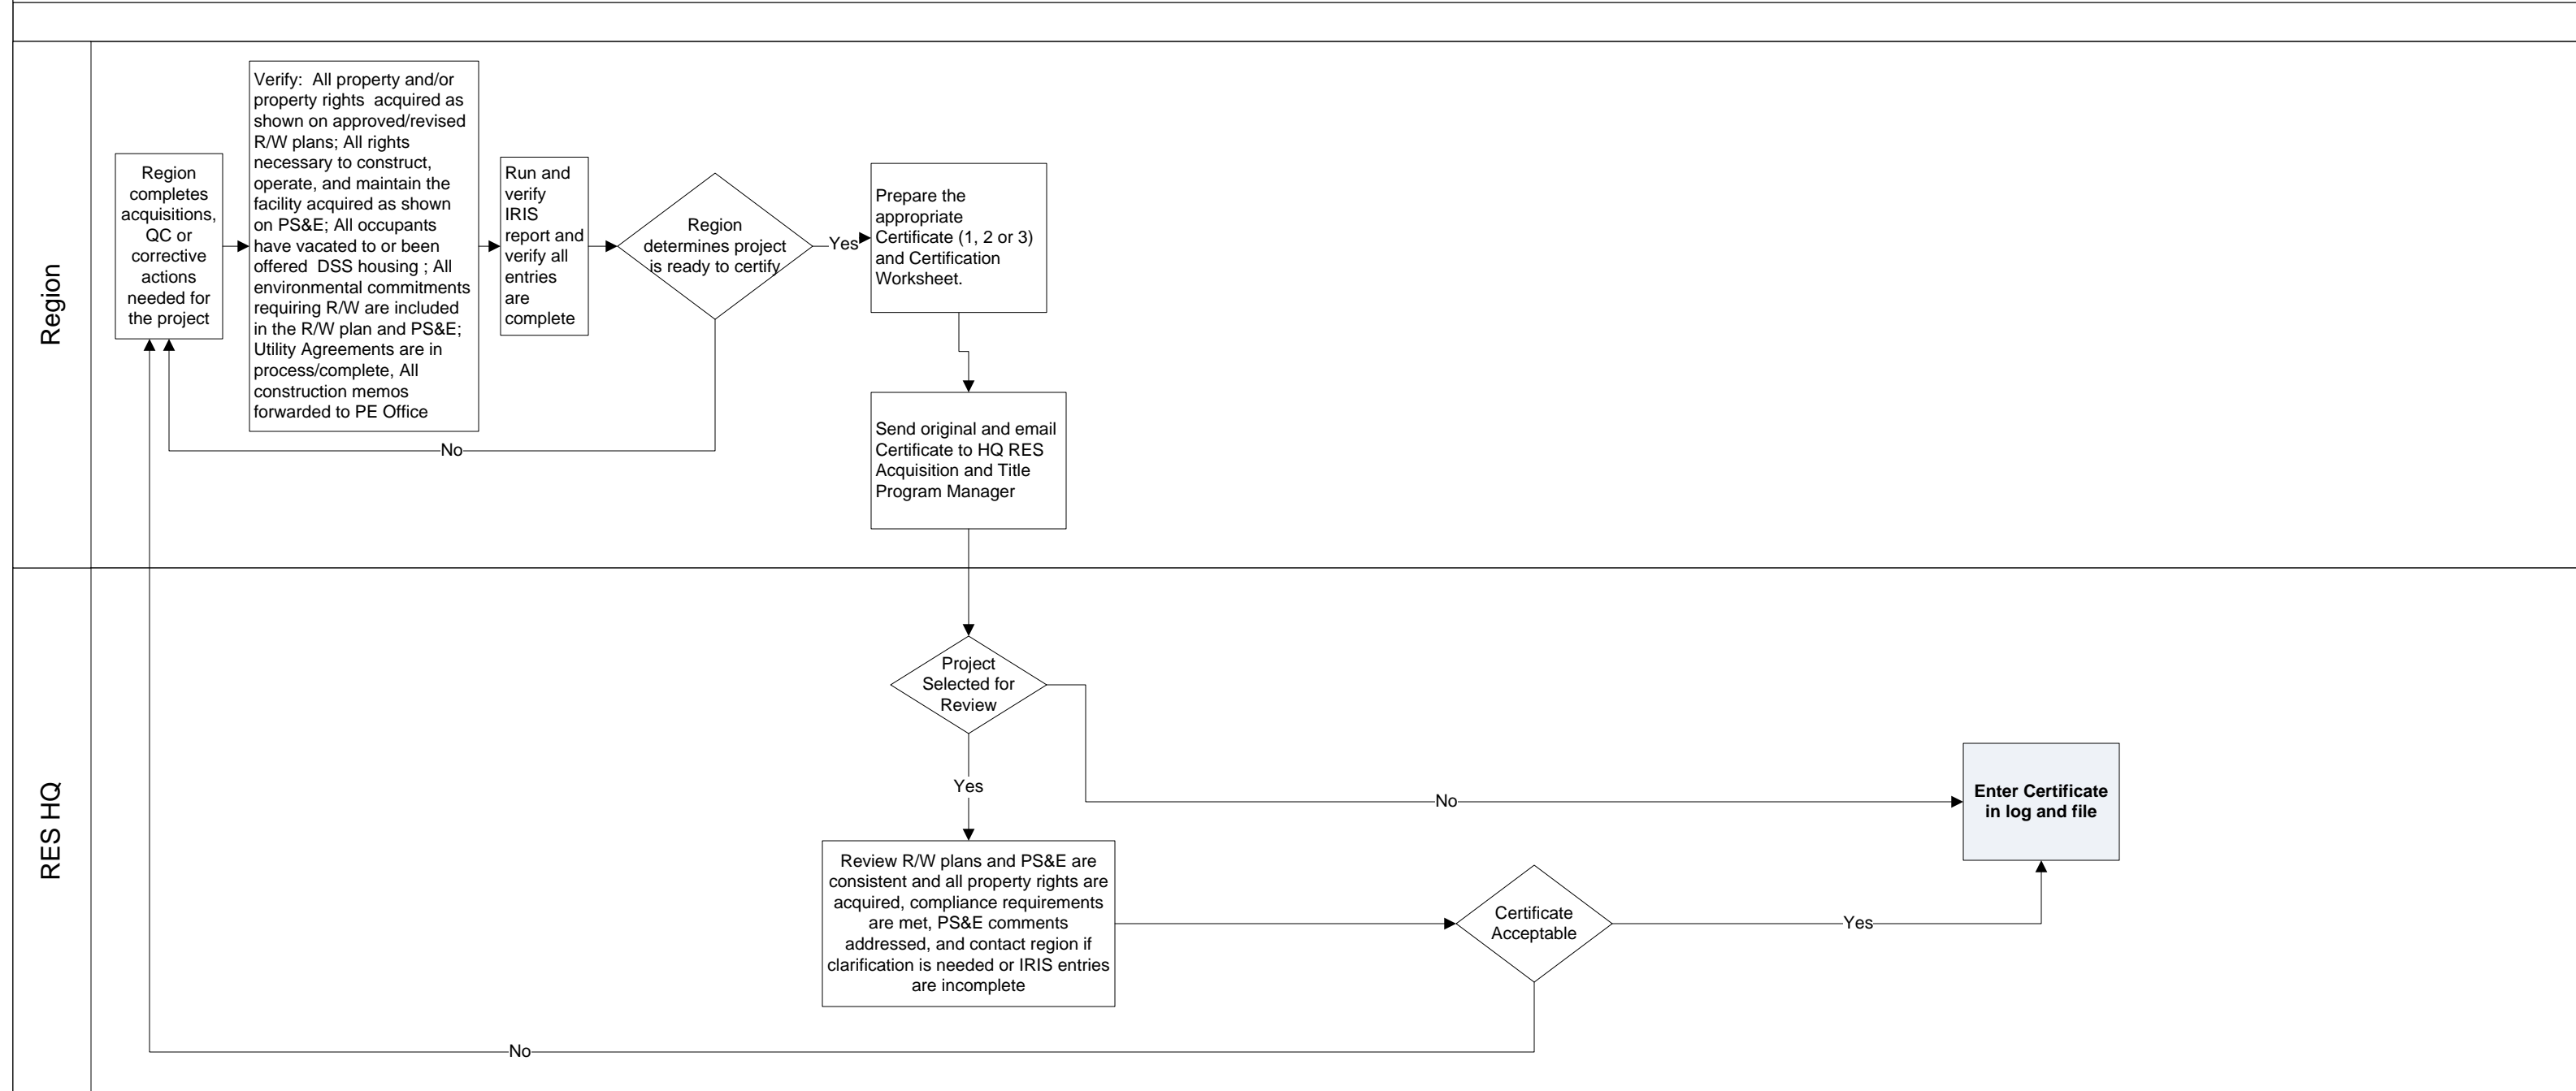 Region
Region
completes
acquisitions,
QC or
corrective
actions
needed for
the project
Verify:  All property and/or
property rights  acquired as
shown on approved/revised
R/W plans; All rights
necessary to construct,
operate, and maintain the
facility acquired as shown
on PS&E; All occupants
have vacated to or been
offered  DSS housing ; All
environmental commitments
requiring R/W are included
in the R/W plan and PS&E;
Utility Agreements are in
process/complete, All
construction memos
forwarded to PE Office
Run and
verify
IRIS
report and
verify all
entries
are
complete
Region
determines project
is ready to certify
Yes
No
Prepare the
appropriate
Certificate (1, 2 or 3)
and Certification
Worksheet.
Send original and email
Certificate to HQ RES
Acquisition and Title
Program Manager
RES HQ
Project
Selected for
Review
Yes
No
Review R/W plans and PS&E are
consistent and all property rights are
acquired, compliance requirements
are met, PS&E comments
addressed, and contact region if
clarification is needed or IRIS entries
are incomplete
Certificate
Acceptable
Yes
No
Enter Certificate
in log and file